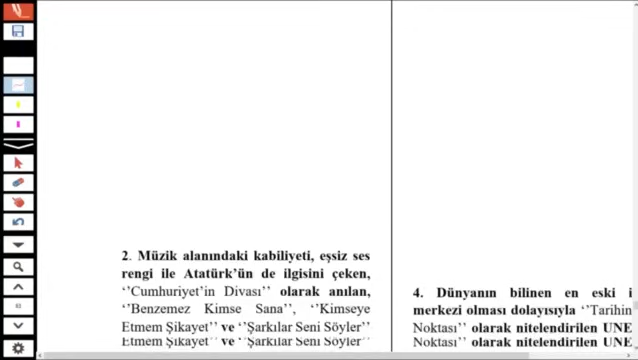 2. Müzik alanındaki kabiliyeti, eşsiz ses
rengi ile Atatürk'ün de ilgisini çeken,
‘’Cumhuriyet'in Divası’’ olarak anılan,
‘’Benzemez Kimse Sana’’, ‘’Kimseye
Etmem Şikayet’’ ve ‘’Şarkılar Seni Söyler’’
Etmem Şikayet’’ ve ‘’Şarkılar Seni Söyler’’
4. Dünyanın bilinen en eski i
merkezi olması dolayısıyla ‘’Tarihin
Noktası’’ olarak nitelendirilen UNE
Noktası’’ olarak nitelendirilen UNE